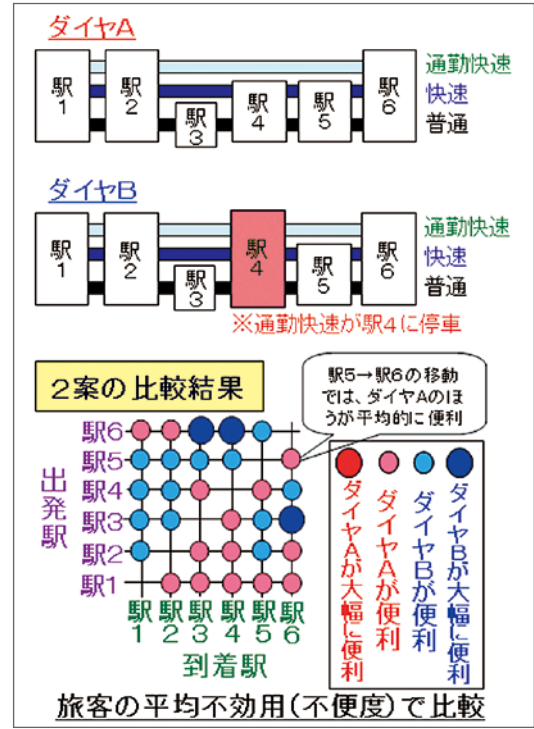 ダイヤA
駅1
駅2
駅3
駅4
駅5
駅6
通勤快速
快速
普通
ダイヤB
駅1
駅2
駅3
駅4
駅5
駅6
通勤快速
快速
普通
※通勤快速が駅4に停車
2案の比較結果
駅5→駅6の移動
では、ダイヤAのほ
うが平均的に便利
出発駅
駅6
駅5
駅4
駅3
駅2
駅1
駅1
駅2
駅3
駅4
駅5
駅6
到着駅
ダイヤAが大幅に便利
ダイヤAが便利
ダイヤBが便利
ダイヤBが大幅に便利
旅客の平均不効用(不便度)で比較